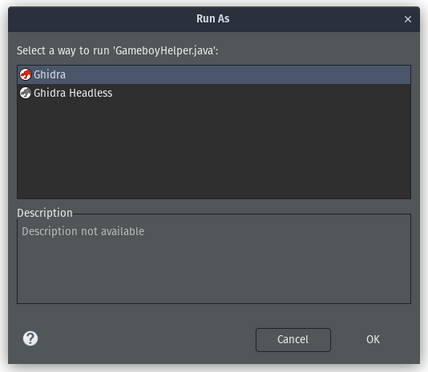 Run As
×
Select a way to run 'GameboyHelper.java':
Ghidra
Ghidra Headless
Description
Description not available
?
Cancel
OK